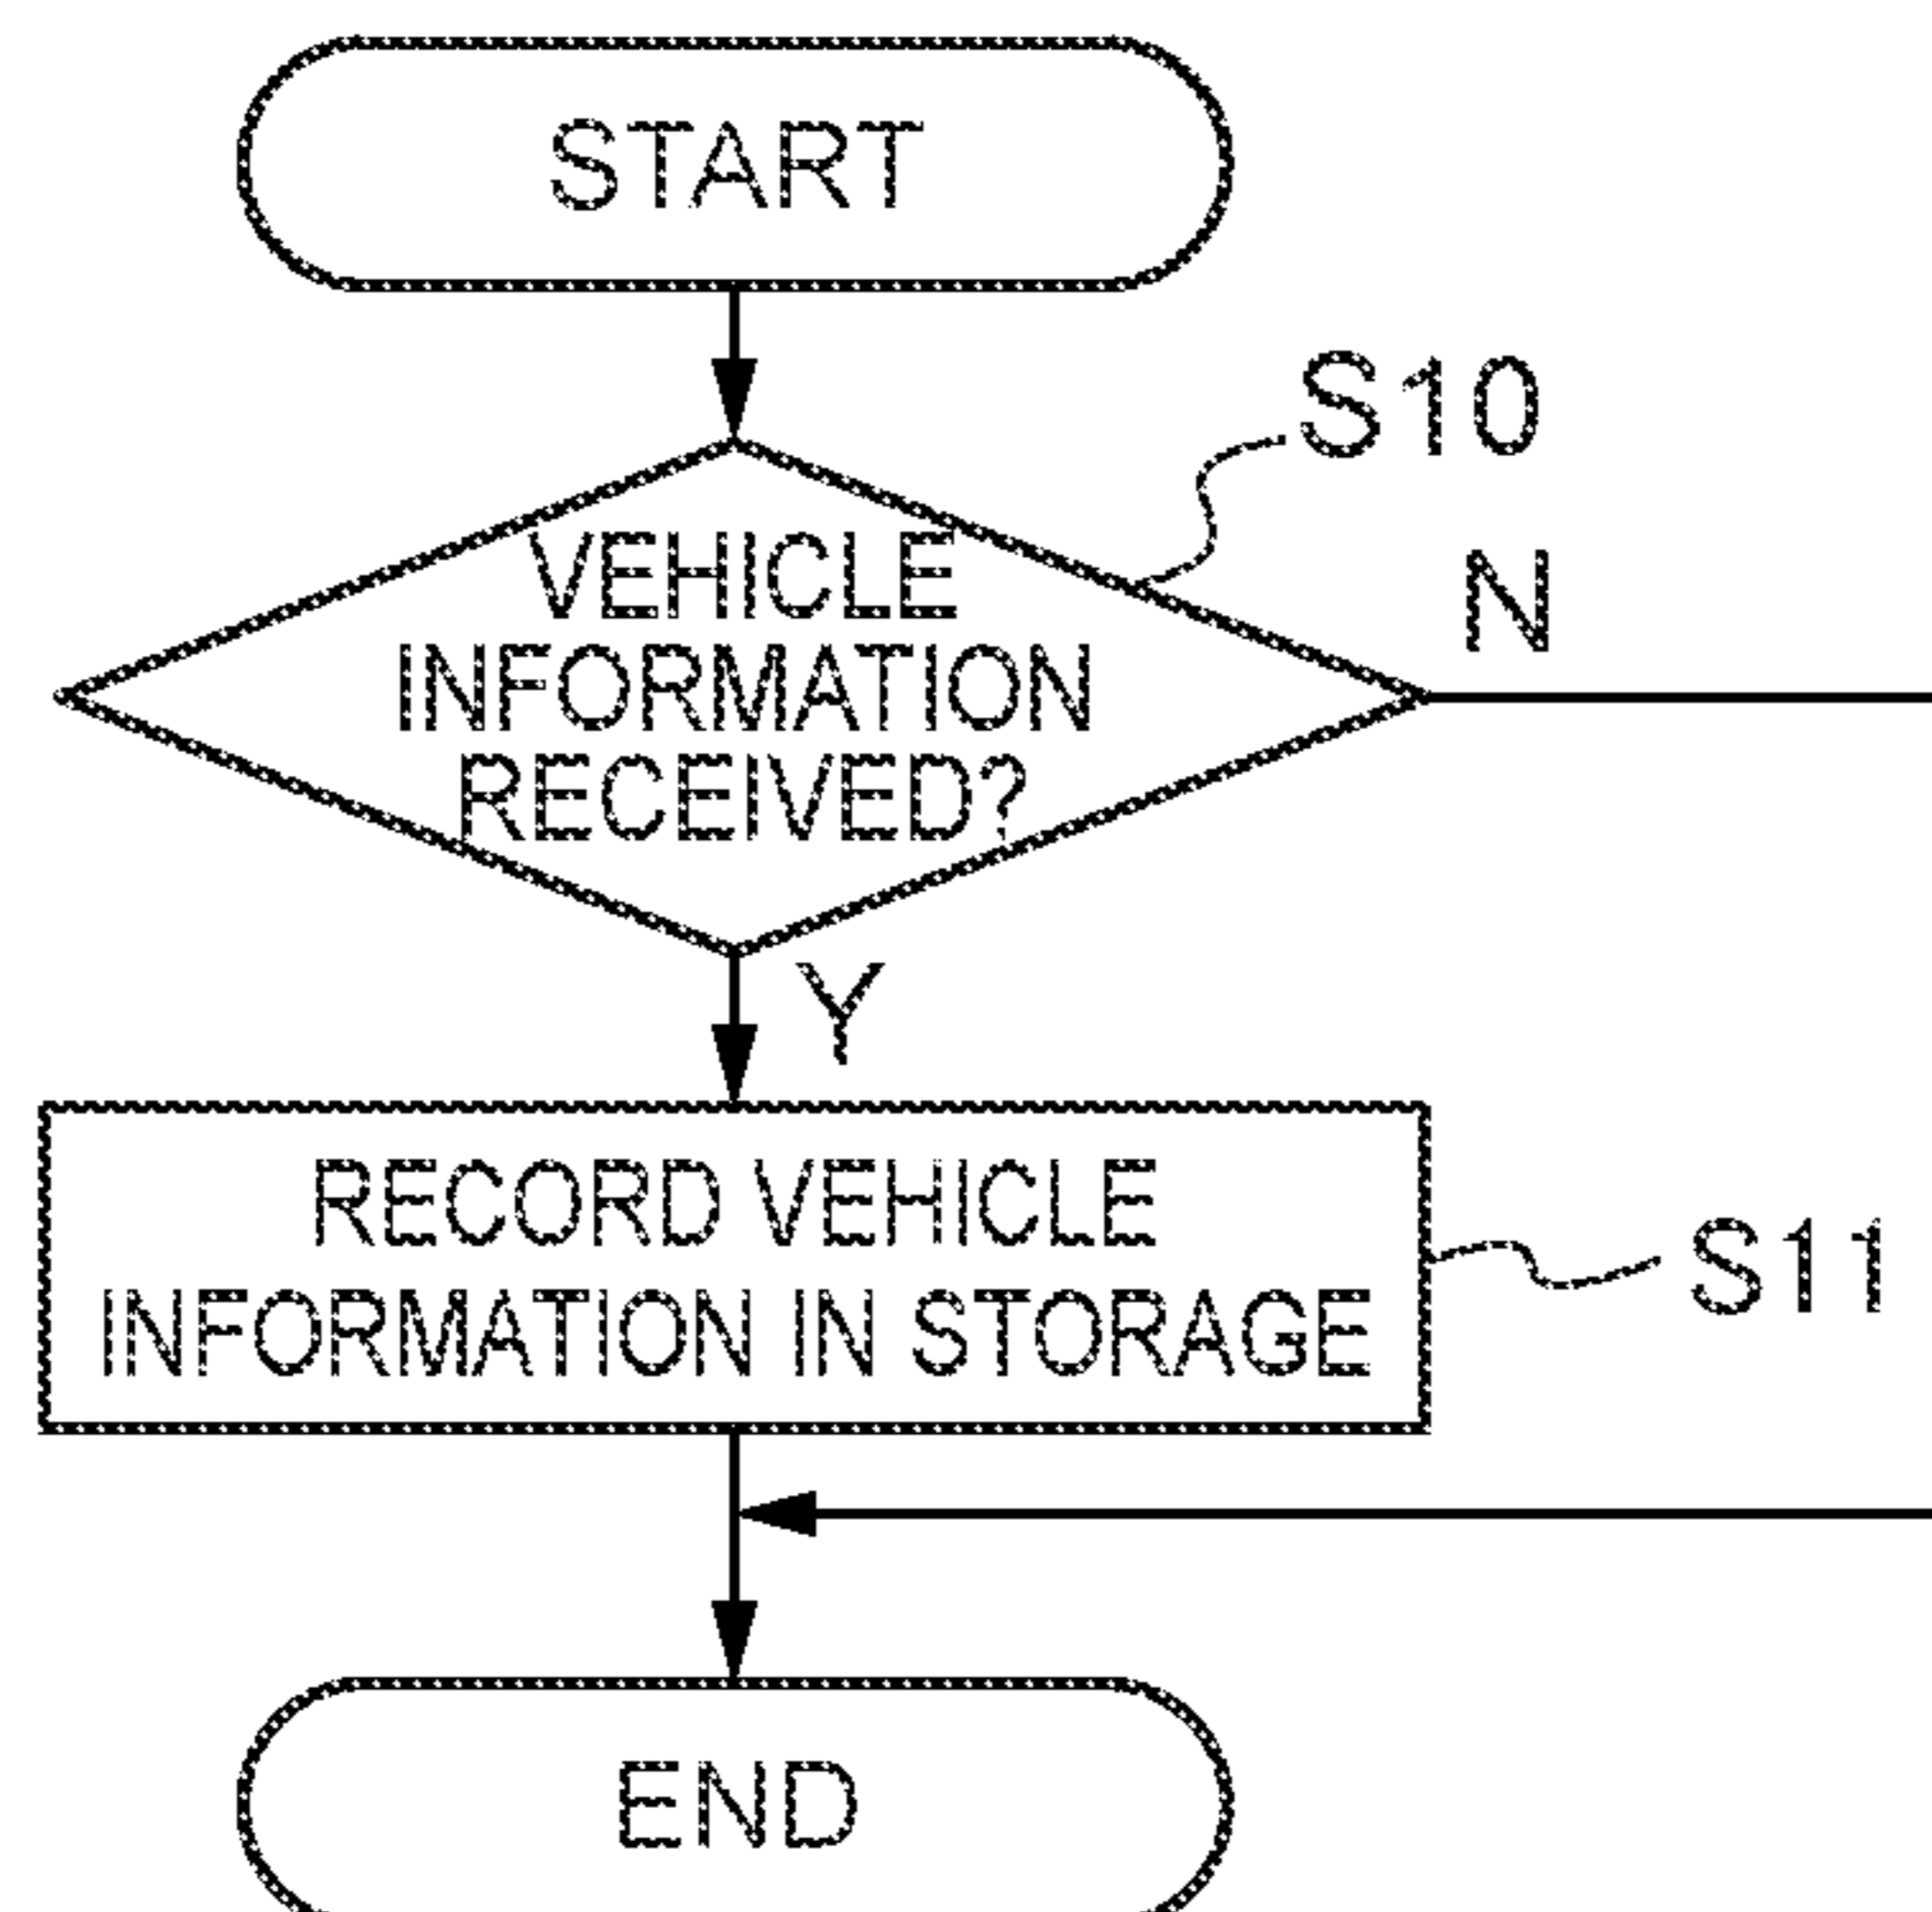 START
S10
VEHICLE
INFORMATION
RECEIVED?
N
Y
RECORD VEHICLE
INFORMATION IN STORAGE
S11
END